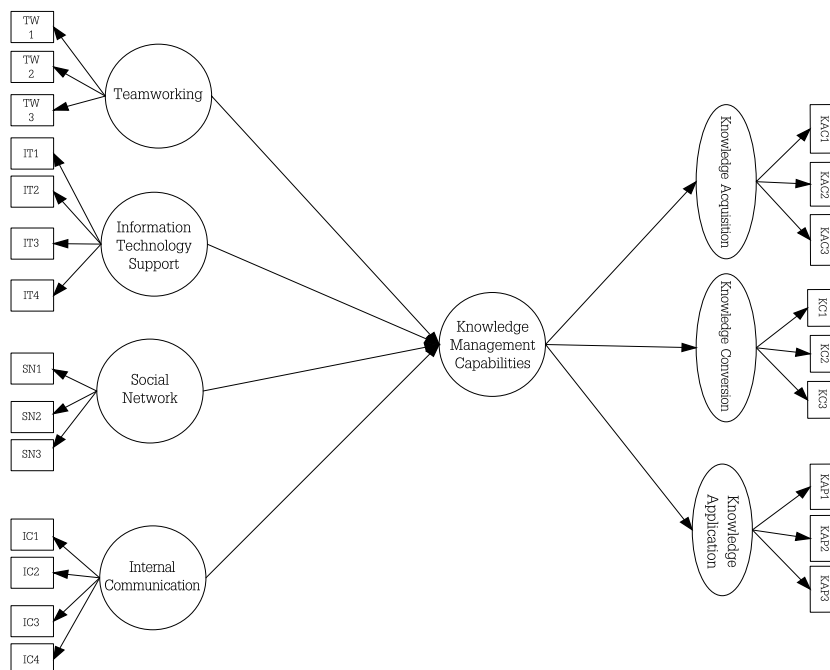 TW
1
TW
2
TW
3
IT1
IT2
IT3
IT4
SN1
SN2
SN3
IC1
IC2
IC3
IC4
Teamworking
Information
Technology
Support
Social
Network
Internal
Communication
Knowledge
Management
Capabilities
Knowledge Acquisition
Knowledge Conversion
Knowledge
Application
KAC1
KAC2
KAC3
KC1
KC2
KC3
KAP1
KAP2
KAP3